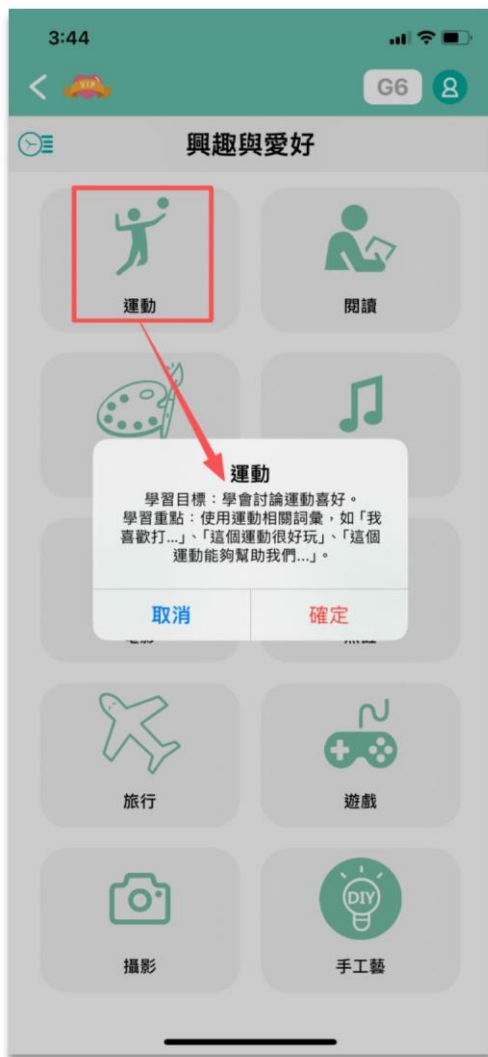 3:44
VIP
G6
興趣與愛好
運動
閱讀
運動
學習目標：學會討論運動喜好。
學習重點：使用運動相關詞彙，如「我
喜歡打...」、「這個運動很好玩」、「這個
運動能夠幫助我們...」。
取消
確定
旅行
遊戲
DIY
攝影
手工藝